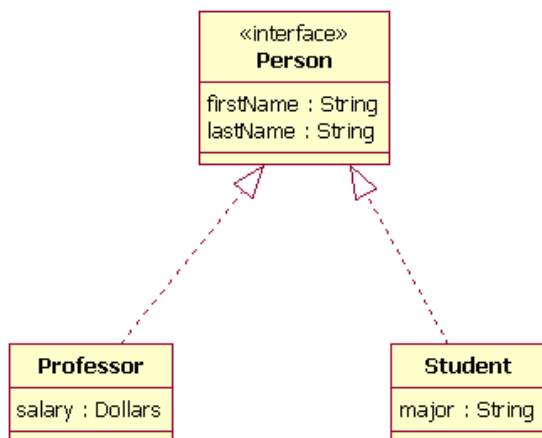 «interface»
Person
firstName : String
lastName : String
Professor
salary : Dollars
Student
major : String